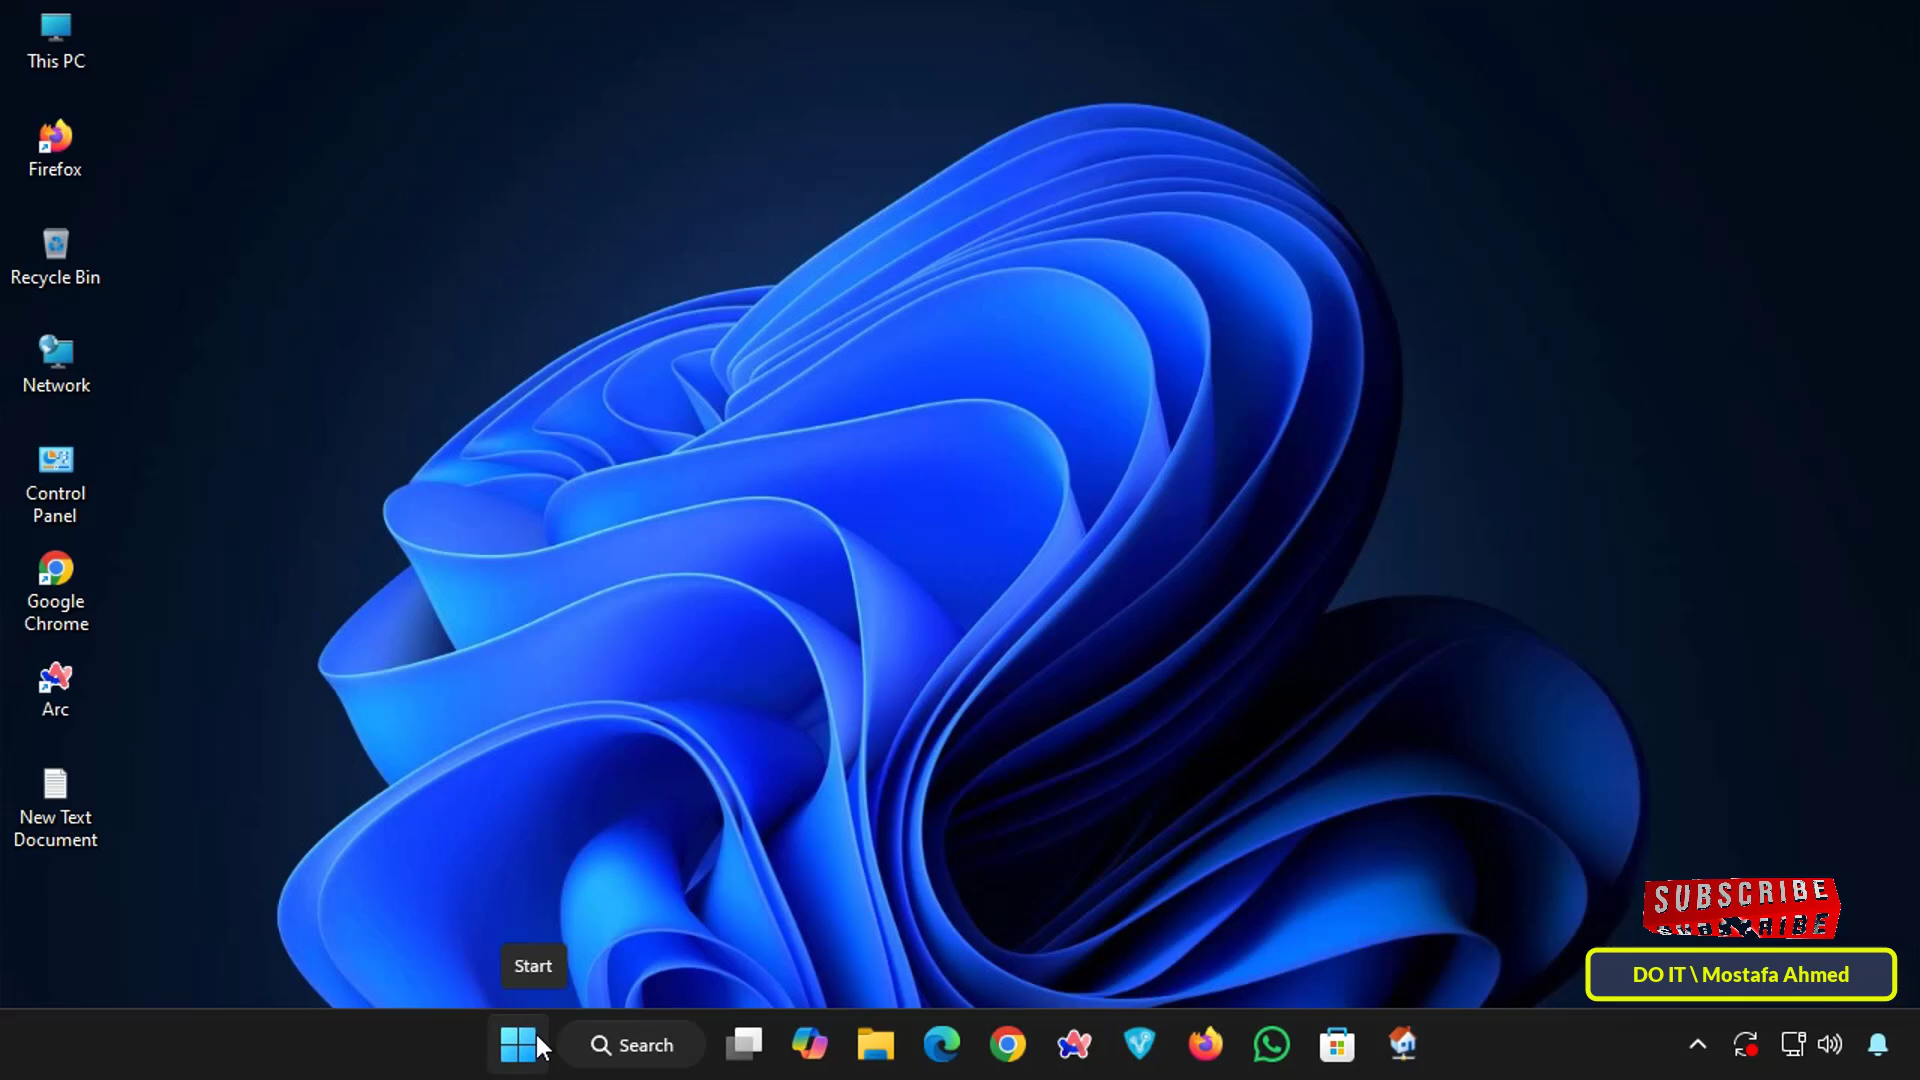 This PC
Firefox
Recycle Bin
Network
Control
Panel
Google
Chrome
Arc
New Text
Document
SUBSCRIBE
DO IT \ Mostafa Ahmed
Start
Search